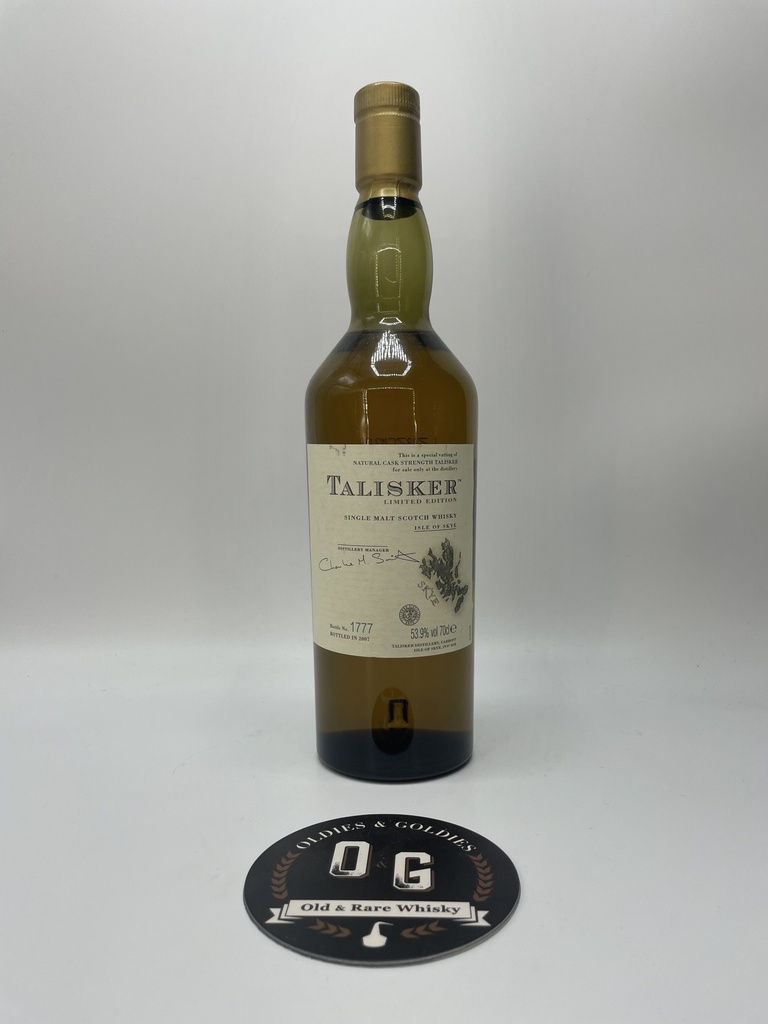 This is a special vatting of
NATURAL CASK STRENGTH TALISKER
for sale only at the distillery
TALISKER™
LIMITED EDITION
SINGLE MALT SCOTCH WHISKY
ISLE OF SKYE
DISTILLERY MANAGER
SKYE
Bottle No. 1777
BOTTLED IN 2007
53.9% vol 70cl e
TALISKER DISTILLERY, CARBOST
ISLE OF SKYE,
OLDIES & GOLDIES
OG
Old & Rare Whisky